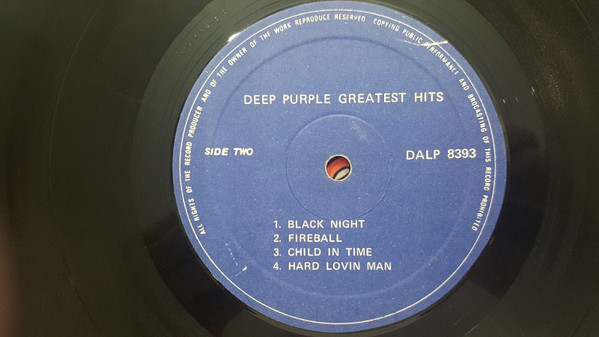 ALL RIGHTS OF THE RECORD PRODUCER AND OF THE OWNER OF THE WORK REPRODUCE RESERVED COPYING PUBLIC PERFORMANCE AND BROCASTING OF THIS RECORD PROHIBITED
DEEP PURPLE GREATEST HITS
SIDE TWO
DALP 8393
1. BLACK NIGHT
2. FIREBALL
3. CHILD IN TIME
4. HARD LOVIN MAN